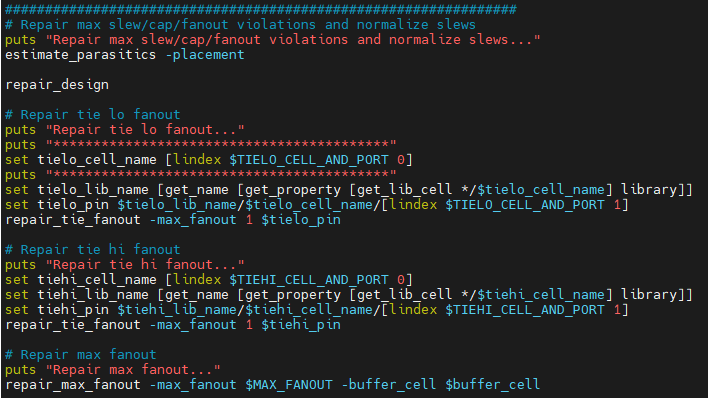 ################################################################
# Repair max slew/cap/fanout violations and normalize slews
puts "Repair max slew/cap/fanout violations and normalize slews..."
estimate_parasitics -placement
repair_design
# Repair tie lo fanout
puts "Repair tie lo fanout..."
puts "******************************************"
set tielo_cell_name [lindex $TIELO_CELL_AND_PORT 0]
puts "******************************************"
set tielo_lib_name [get_name [get_property [get_lib_cell */$tielo_cell_name] library]]
set tielo_pin $tielo_lib_name/$tielo_cell_name/[lindex $TIELO_CELL_AND_PORT 1]
repair_tie_fanout -max_fanout 1 $tielo_pin
# Repair tie hi fanout
puts "Repair tie hi fanout..."
set tiehi_cell_name [lindex $TIEHI_CELL_AND_PORT 0]
set tiehi_lib_name [get_name [get_property [get_lib_cell */$tiehi_cell_name] library]]
set tiehi_pin $tiehi_lib_name/$tiehi_cell_name/[lindex $TIEHI_CELL_AND_PORT 1]
repair_tie_fanout -max_fanout 1 $tiehi_pin
# Repair max fanout
puts "Repair max fanout..."
repair_max_fanout -max_fanout $MAX_FANOUT -buffer_cell $buffer_cell